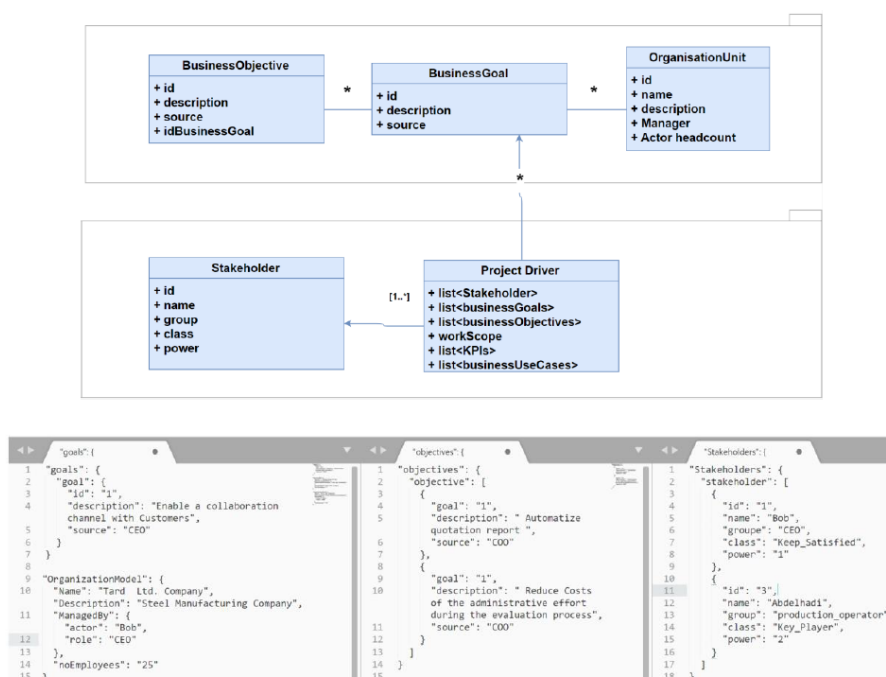 BusinessObjective
+ id
+ description
+ source
+ idBusinessGoal
*
BusinessGoal
+ id
+ description
+ source
*
OrganisationUnit
+ id
+ name
+ description
+ Manager
+ Actor headcount
*
Stakeholder
+ id
+ name
+ group
+ class
+ power
[1..*]
Project Driver
+ list<Stakeholder>
+ list<businessGoals>
+ list<businessObjectives>
+ workScope
+ list<KPIs>
+ list<businessUseCases>
"goals": {
1 "goals": {
2 "goal": {
3 "id": "1",
4 "description": "Enable a collaboration
channel with Customers",
5 "source": "CEO"
6 }
7 }
8
9 "OrganizationModel": {
10 "Name": "Tard Ltd. Company",
"Description": "Steel Manufacturing Company",
11 "ManagedBy": {
"actor": "Bob",
12 "role": "CEO"
13 },
14 "noEmployees": "25"
15 }
"objectives": {
1 "objectives": {
2 "objective": [
3 {
4 "goal": "1",
5 "description": " Automatize
quotation report ",
6 "source": "COO"
7 },
8 {
9 "goal": "1",
10 "description": " Reduce Costs
of the administrative effort
during the evaluation process",
11 "source": "COO"
12 }
13 ]
14 }
"Stakeholders": {
1 "Stakeholders": {
2 "stakeholder": [
3 {
4 "id": "1",
5 "name": "Bob",
6 "groupe": "CEO",
7 "class": "Keep_Satisfied",
8 "power": "1"
9 },
10 {
11 "id": "3",
12 "name": "Abdelhadi",
13 "group": "production_operator"
14 "class": "Key_Player",
15 "power": "2"
16 }
17 ]
18 }